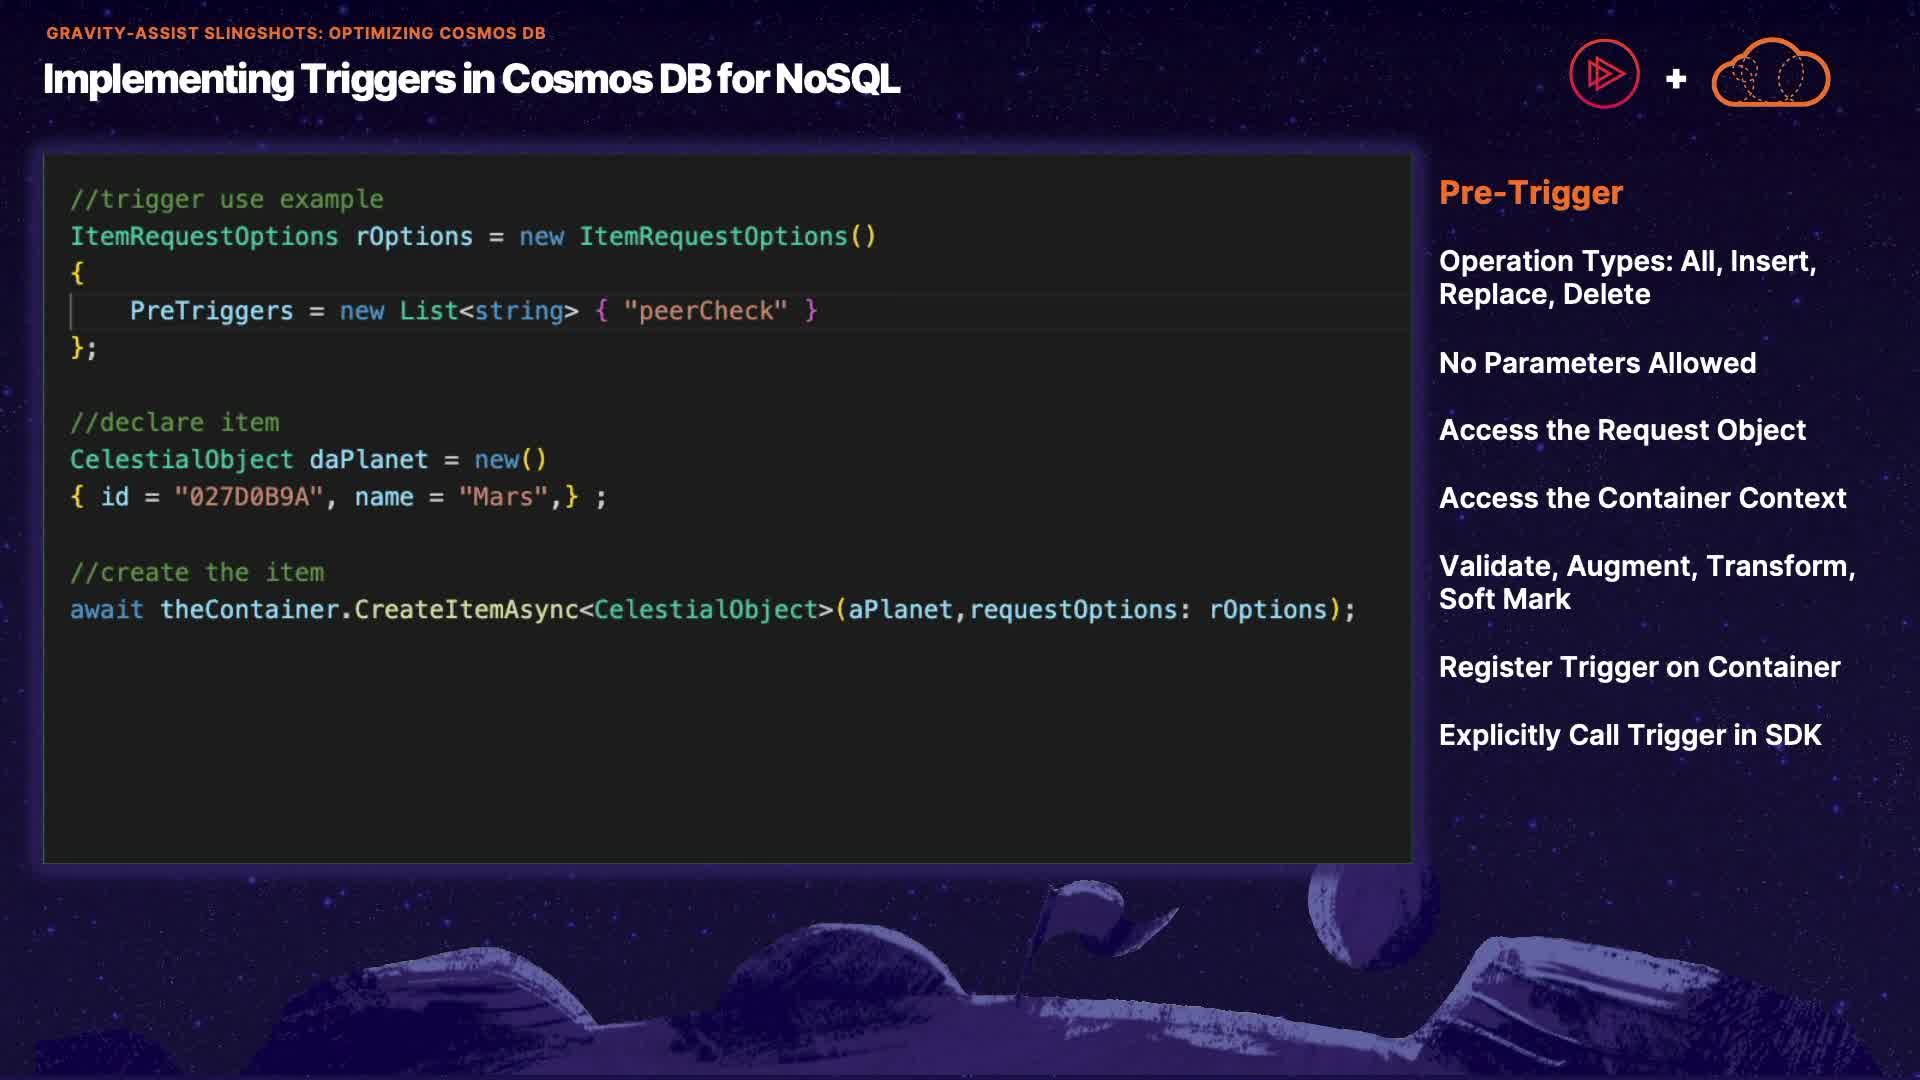 GRAVITY-ASSIST SLINGSHOTS: OPTIMIZING COSMOS DB
Implementing Triggers in Cosmos DB for NoSQL
//trigger use example
ItemRequestOptions rOptions = new ItemRequestOptions()
{
    PreTriggers = new List<string> { "peerCheck" }
};
//declare item
CelestialObject daPlanet = new()
{ id = "027D0B9A", name = "Mars",} ;
//create the item
await theContainer.CreateItemAsync<CelestialObject>(aPlanet,requestOptions: rOptions);
Pre-Trigger
Operation Types: All, Insert,
Replace, Delete
No Parameters Allowed
Access the Request Object
Access the Container Context
Validate, Augment, Transform,
Soft Mark
Register Trigger on Container
Explicitly Call Trigger in SDK